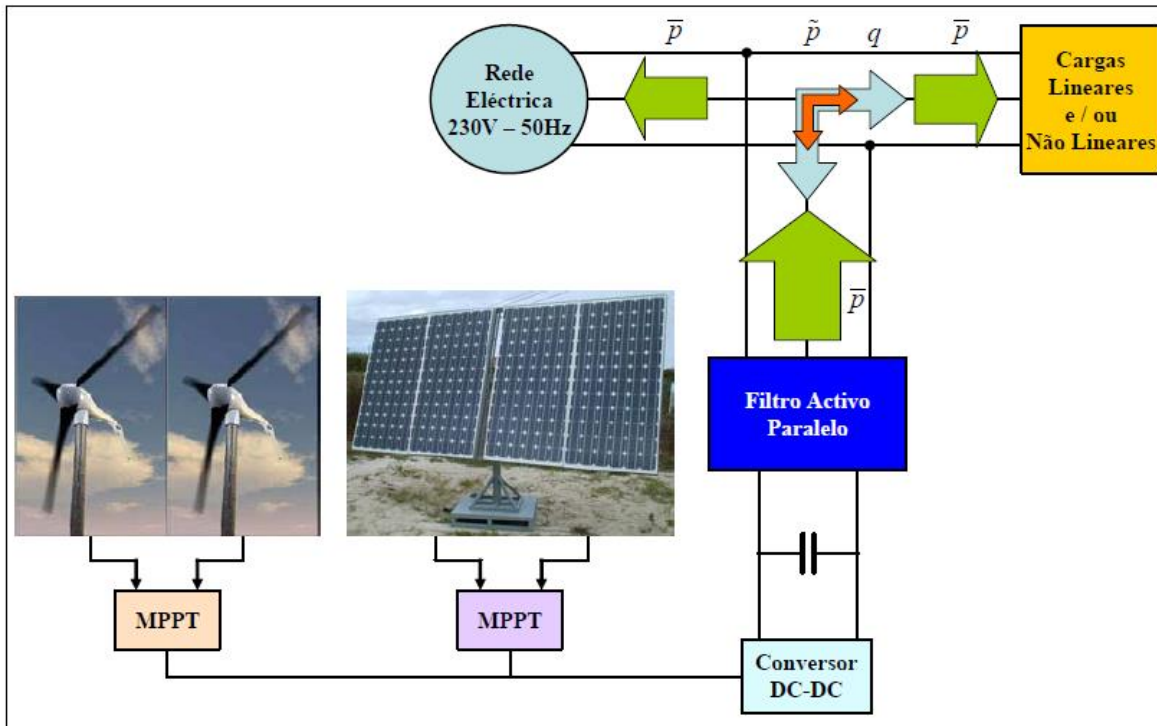 p̅ p̃ q p̅
Rede
Eléctrica
230V – 50Hz
Cargas
Lineares
e / ou
Não Lineares
p̅
Filtro Activo
Paralelo
MPPT
MPPT
Conversor
DC-DC